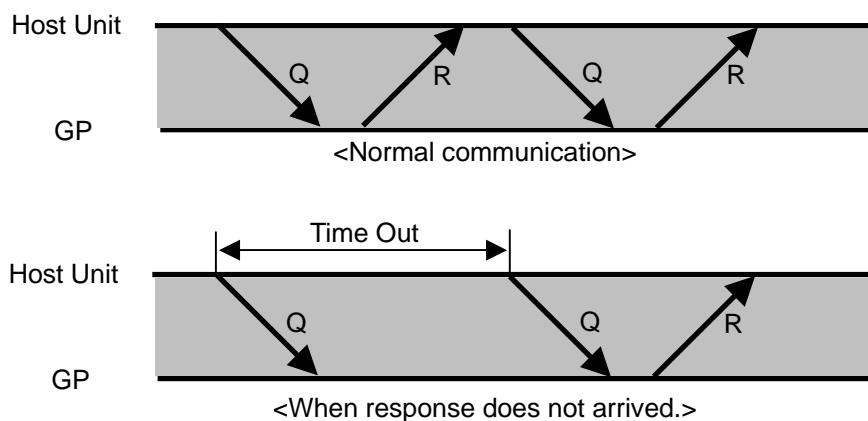 Host Unit
Q R Q R
GP
<Normal communication>
Time Out
Host Unit
Q Q R
GP
<When response does not arrived.>